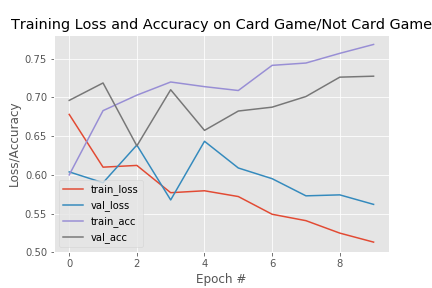 Training Loss and Accuracy on Card Game/Not Card Game
Loss/Accuracy
0.75
0.70
0.65
0.60
0.55
0.50
train_loss
val_loss
train_acc
val_acc
0 2 4 6 8
Epoch #